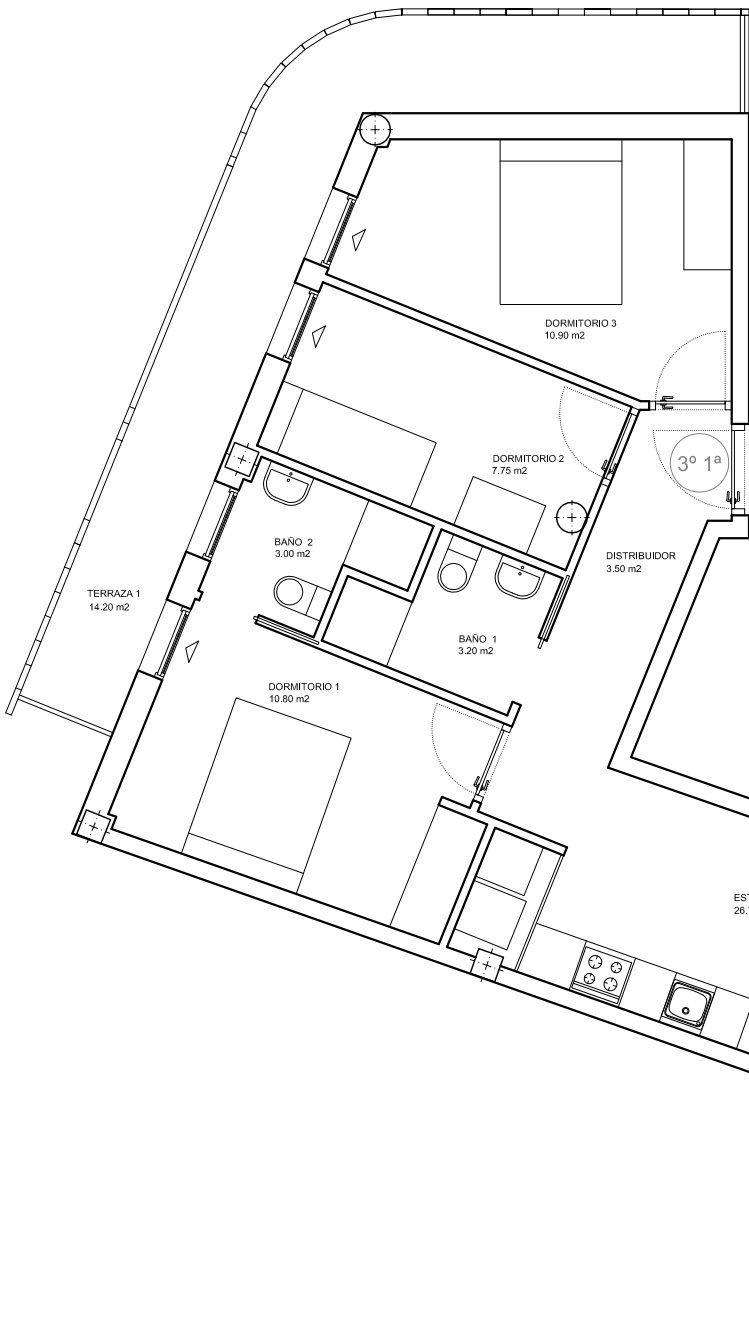 DORMITORIO 3
10.90 m2
DORMITORIO 2
7.75 m2
3º 1ª
BAÑO 2
3.00 m2
DISTRIBUIDOR
3.50 m2
TERRAZA 1
14.20 m2
BAÑO 1
3.20 m2
DORMITORIO 1
10.80 m2